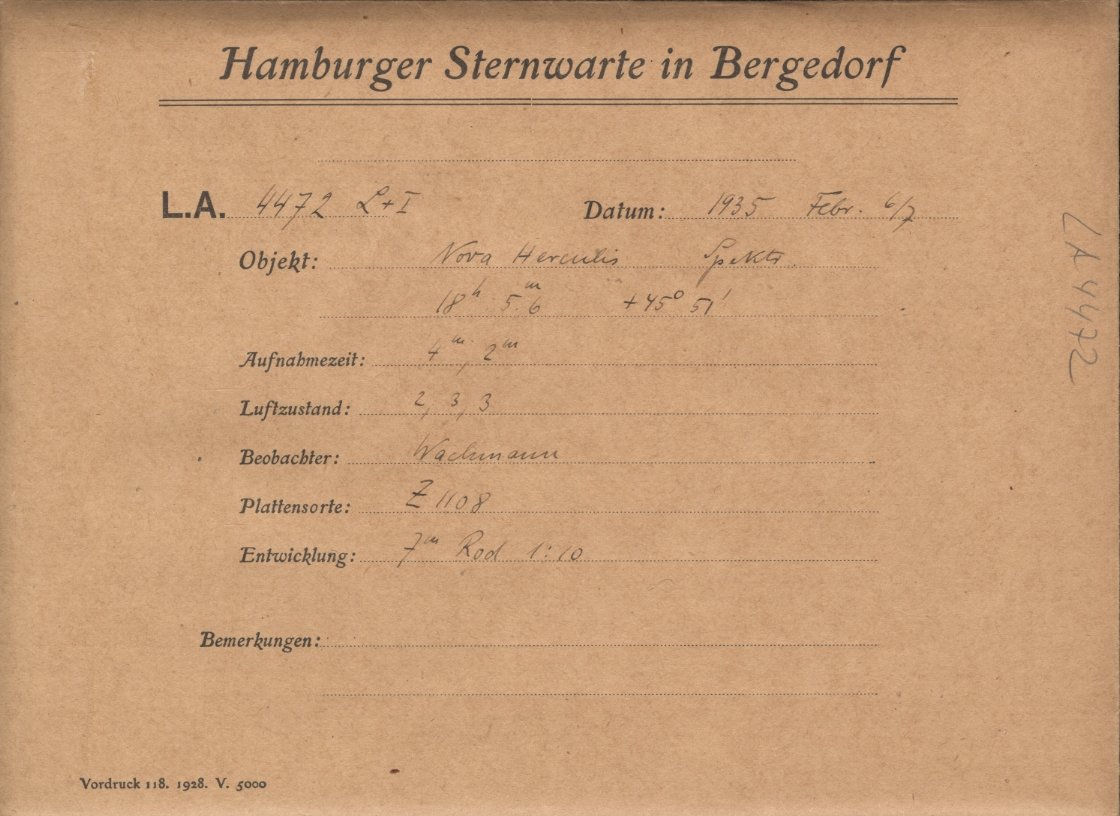 Hamburger Sternwarte in Bergedorf
L.A. 4472 L+I Datum: 1935 Febr. 6/7
Objekt: Nova Herculis Spektr.
18h 5.m6 +45° 51'
Aufnahmezeit: 4m, 2m
Luftzustand: 2, 3, 3
Beobachter: Wachmann
Plattensorte: Z 1108
Entwicklung: 7m Rod 1:10
Bemerkungen:
Vordruck 118. 1928. V. 5000
LA 4472